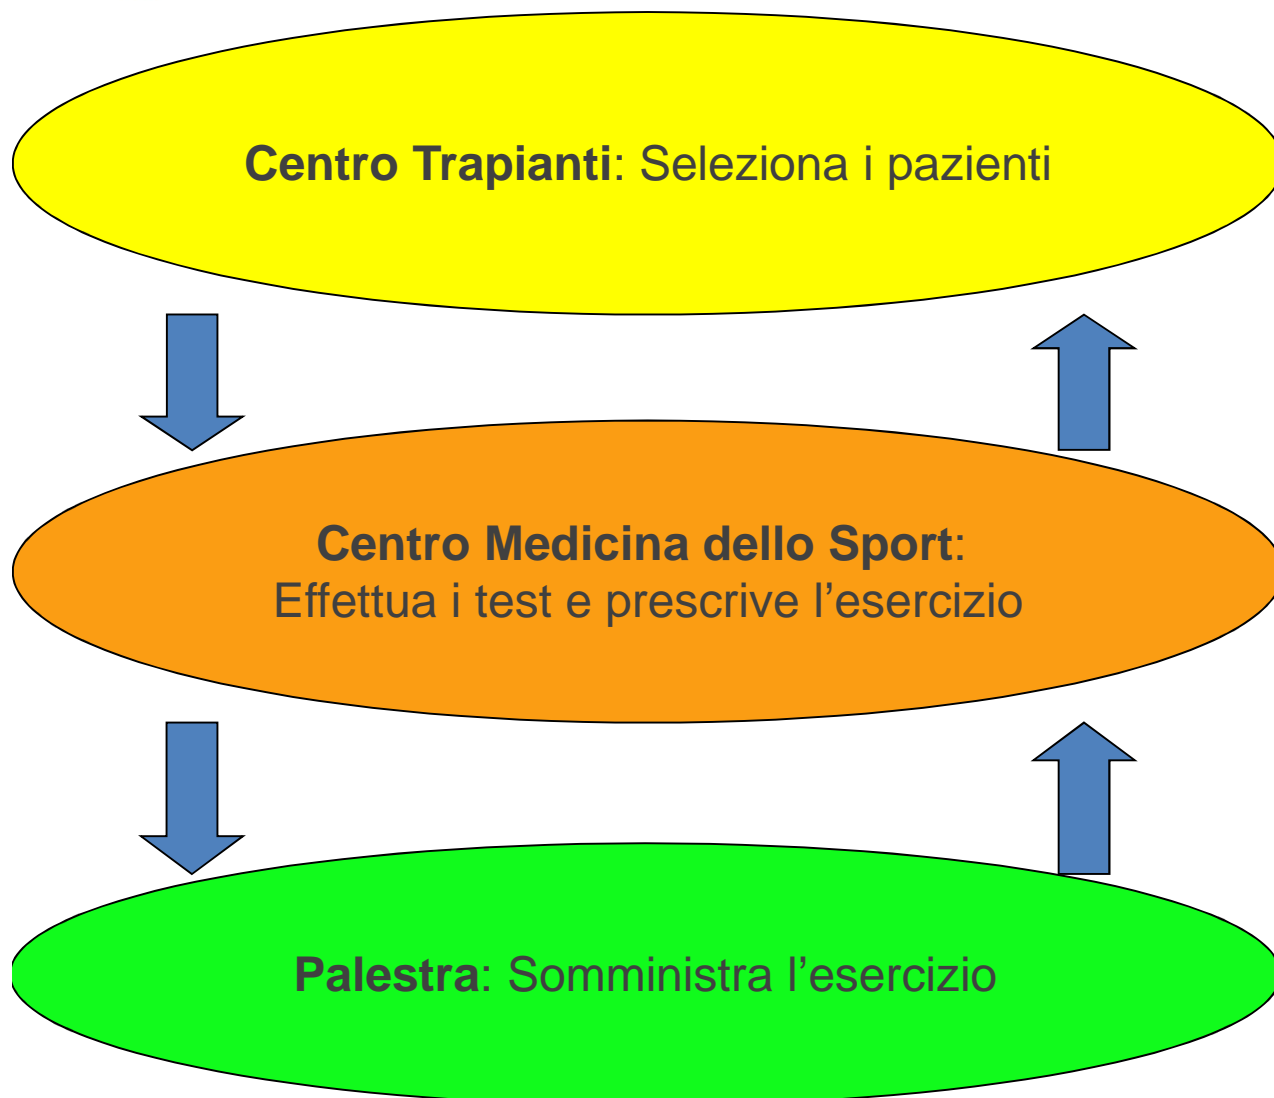 Centro Trapianti: Seleziona i pazienti
Centro Medicina dello Sport:
Effettua i test e prescrive l’esercizio
Palestra: Somministra l’esercizio